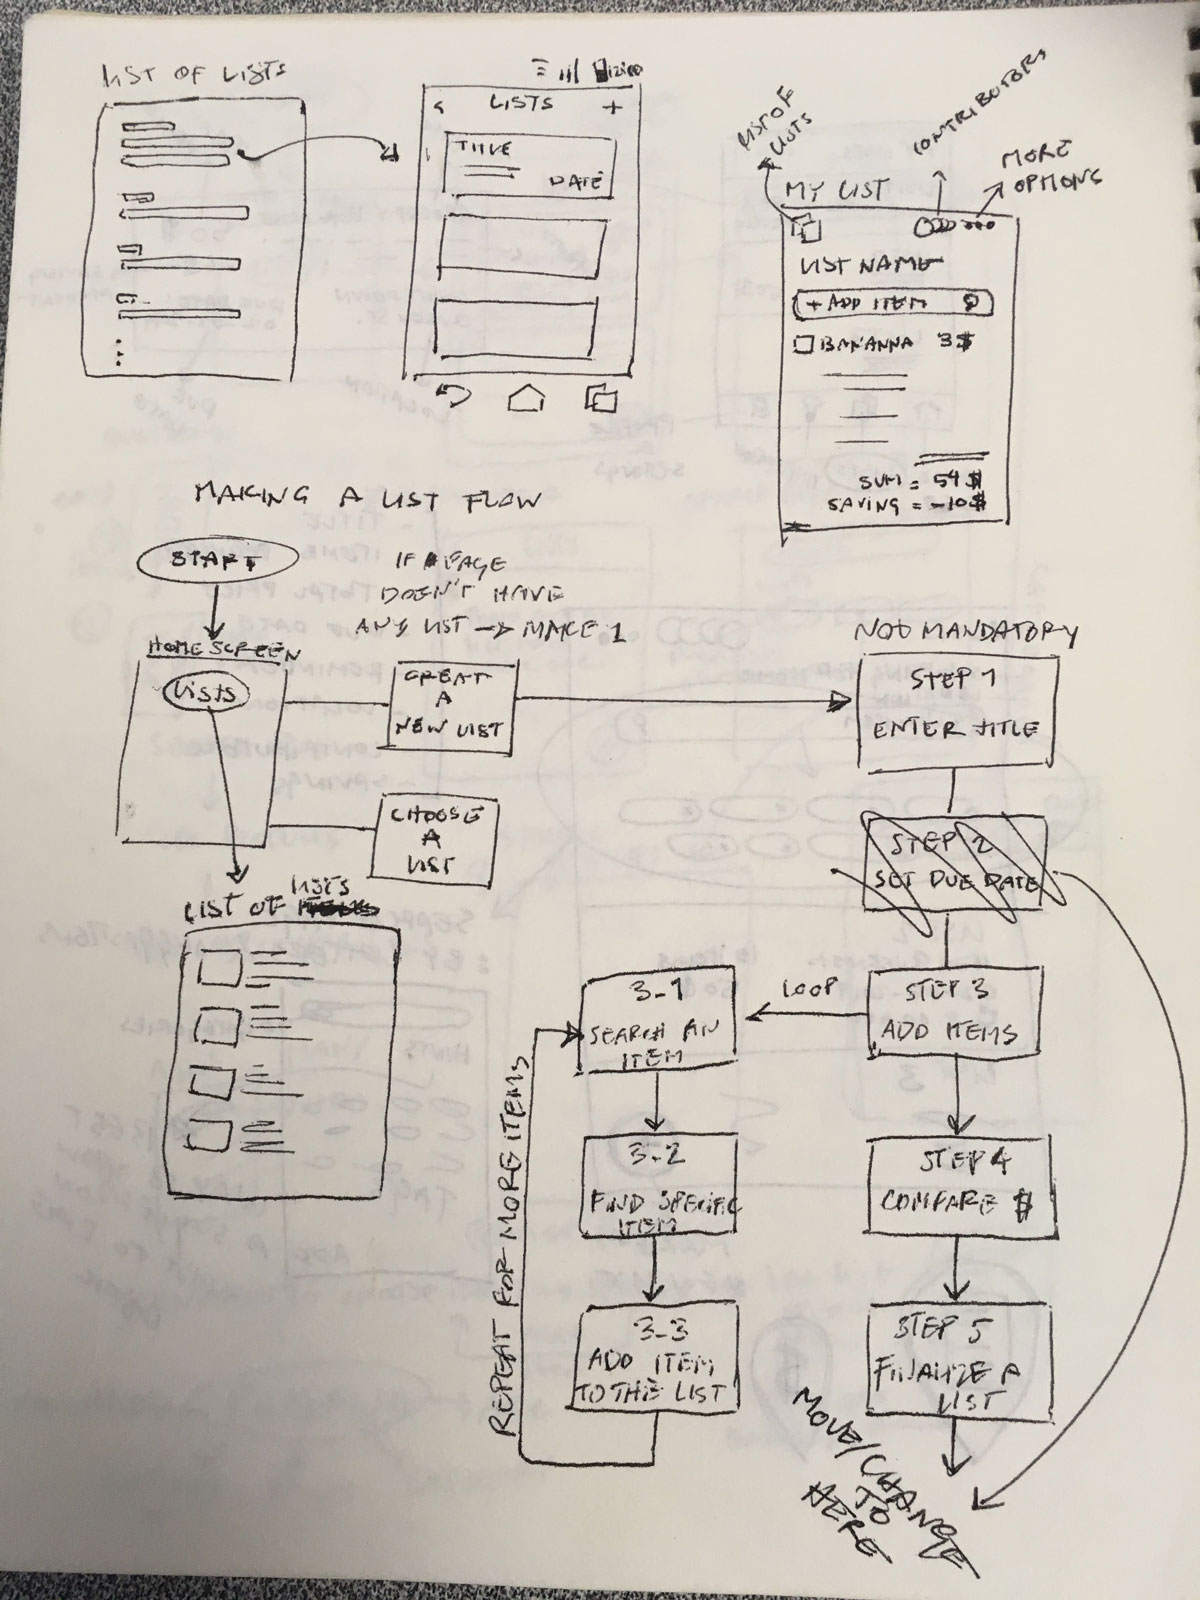 LIST OF LISTS
< LISTS +
TITLE
DATE
LIST OF
LISTS
CONTRIBUTORS
MORE
OPTIONS
MY LIST
LIST NAME
+ ADD ITEM
BANANNA 3$
SUM = 54$
SAVING = -10$
MAKING A LIST FLOW
START
IF PAGE
DOEN'T HAVE
ANY LIST → MAKE 1
HOME SCREEN
Lists
CREAT
A
NEW LIST
CHOOSE
A
LIST
LISTS
LIST OF
NOT MANDATORY
STEP 1
ENTER TITLE
STEP 2
SET DUE DATE
STEP 3
ADD ITEMS
LOOP
3-1
SEARCH AN
ITEM
3-2
FIND SPECIFIC
ITEM
3-3
ADD ITEM
TO THE LIST
REPEAT FOR MORE ITEMS
STEP 4
COMPARE $
STEP 5
FINALIZE A
LIST
MOVE/CHANGE
TO
HERE